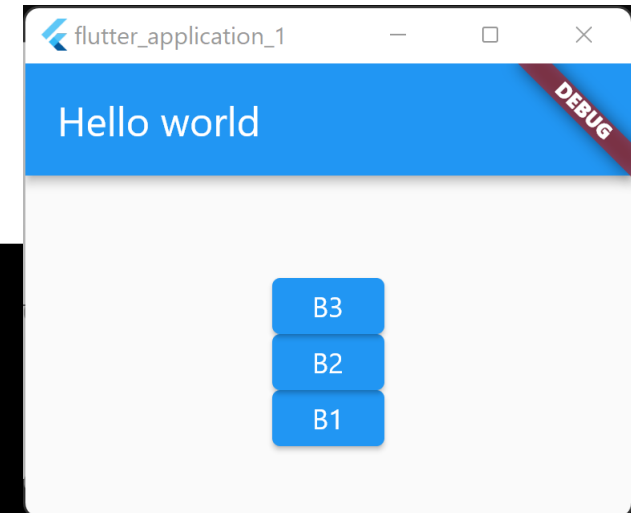 flutter_application_1
Hello world
DEBUG
B3
B2
B1